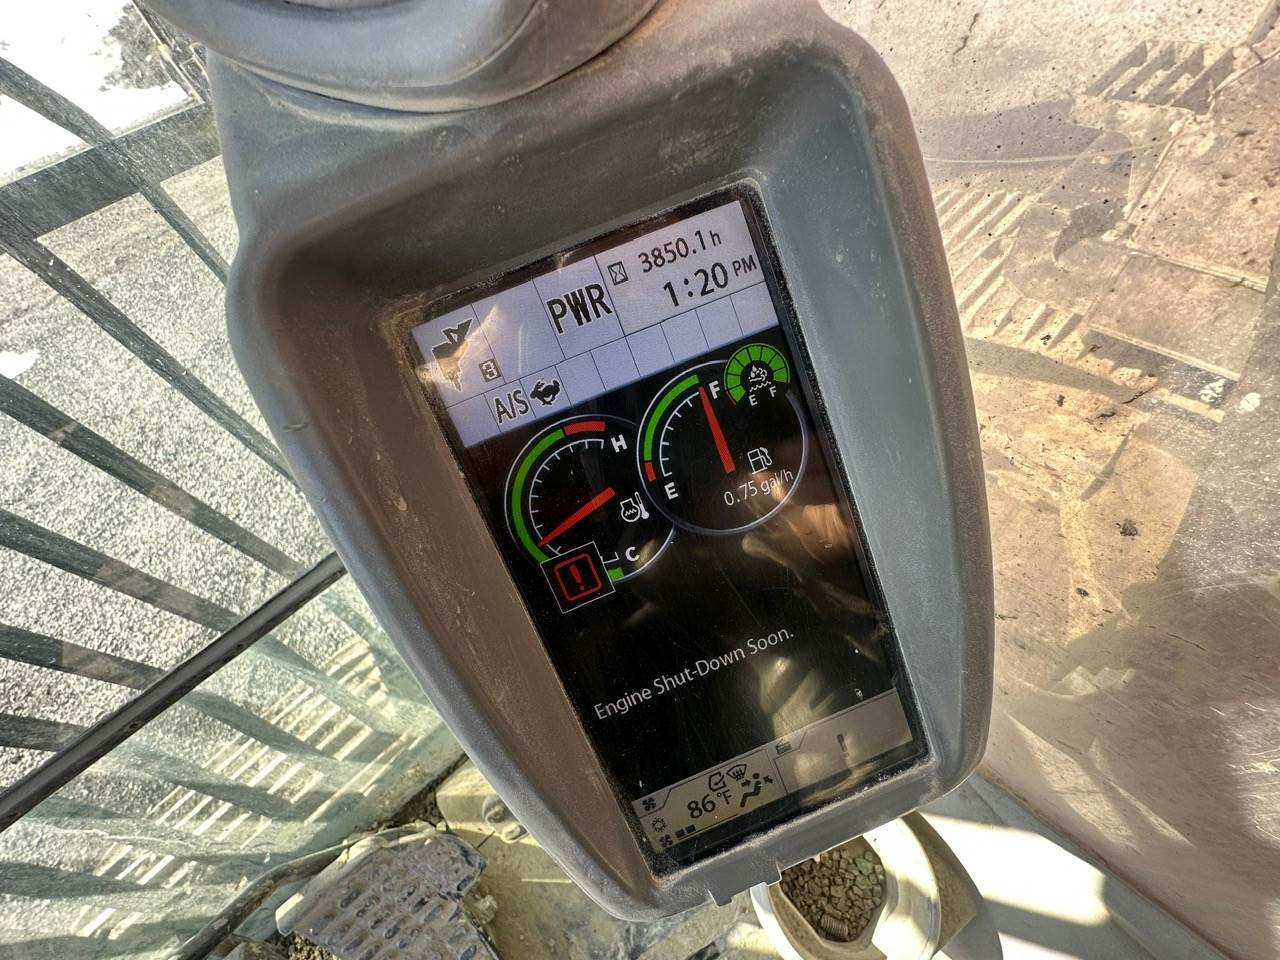 3850.1h
PWR
1:20 PM
3
A/S
H
F
E F
E
0.75 gal/h
C
Engine Shut-Down Soon.
86°F